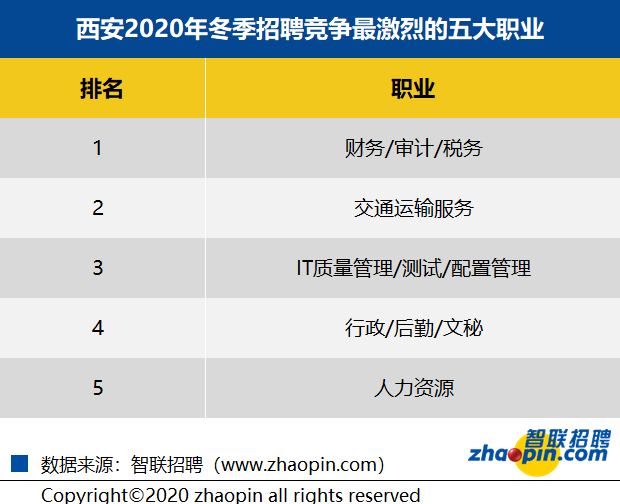 西安2020年冬季招聘竞争最激烈的五大职业
排名 职业
1 财务/审计/税务
2 交通运输服务
3 IT质量管理/测试/配置管理
4 行政/后勤/文秘
5 人力资源
智联招聘
zhaopin.com
数据来源：智联招聘（www.zhaopin.com）
Copyright©2020 zhaopin all rights reserved